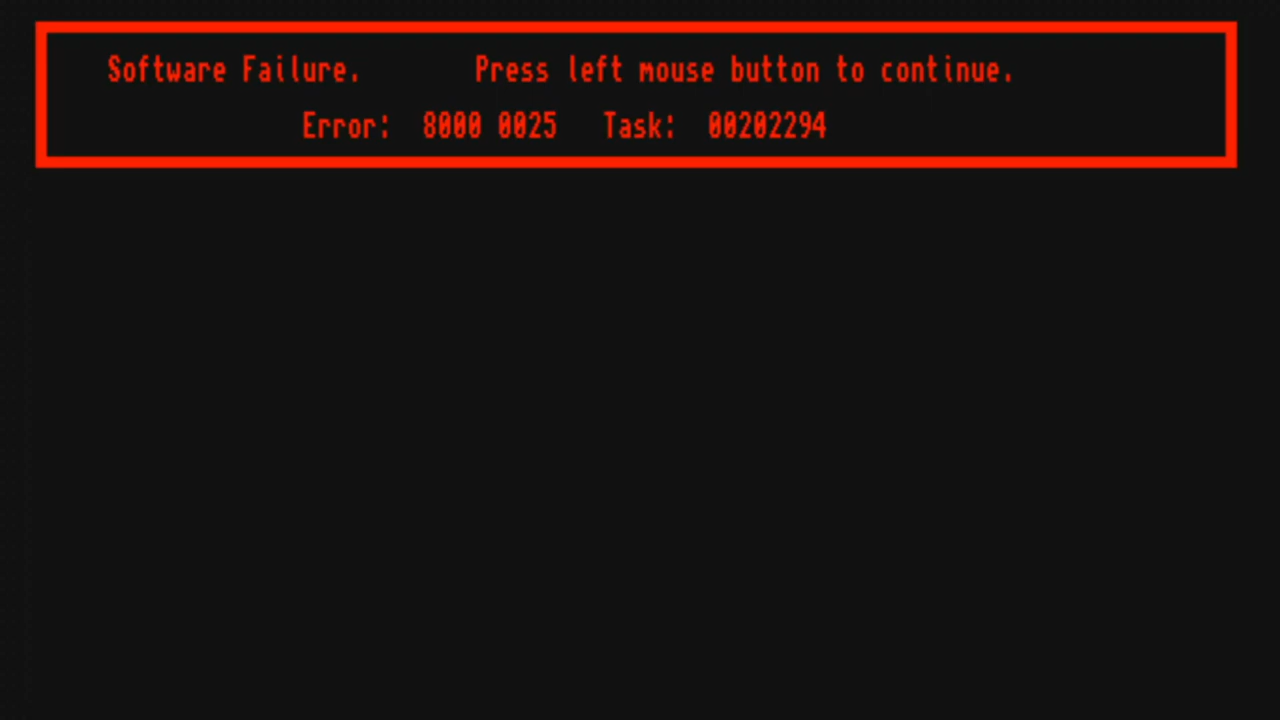 Software Failure. Press left mouse button to continue.
Error: 8000 0025 Task: 00202294